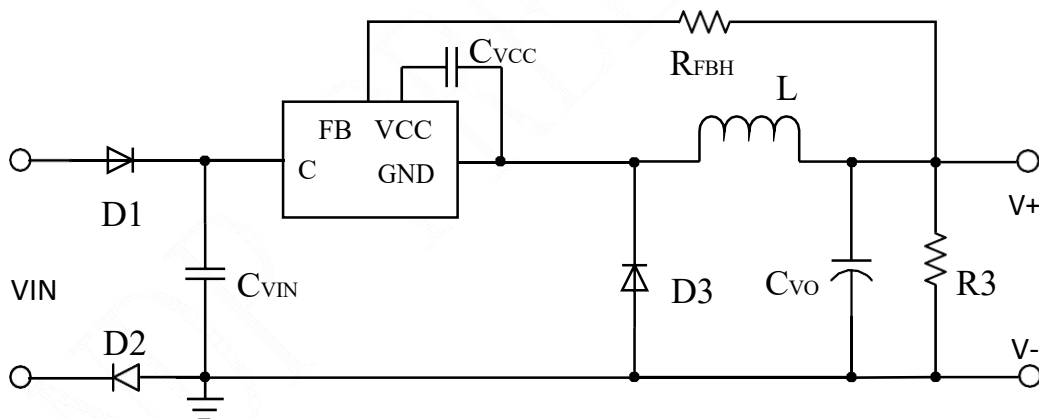 CVCC
RFBH
L
FB VCC
C GND
D1
V+
VIN
CVIN
D3
CVO
R3
D2
V-